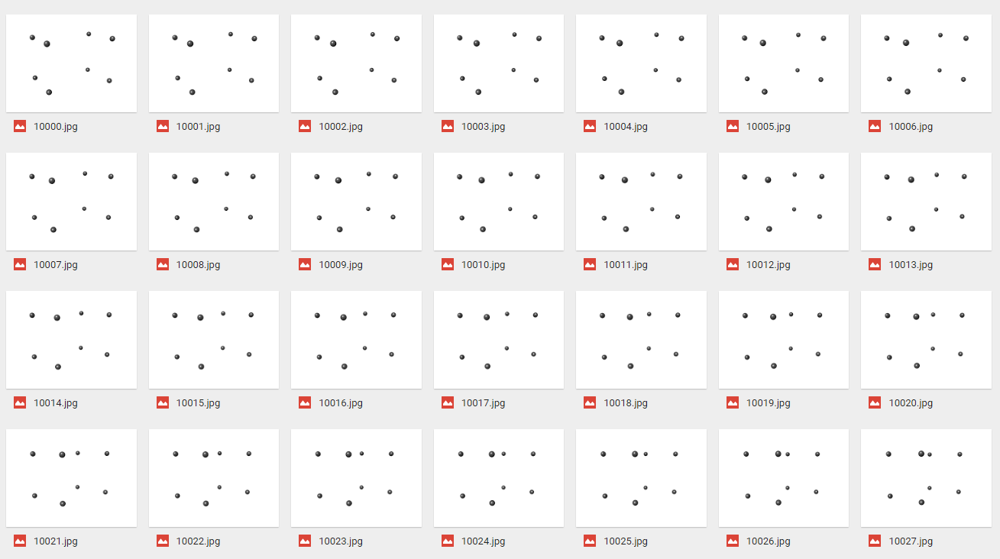 10000.jpg 10001.jpg 10002.jpg 10003.jpg 10004.jpg 10005.jpg 10006.jpg
10007.jpg 10008.jpg 10009.jpg 10010.jpg 10011.jpg 10012.jpg 10013.jpg
10014.jpg 10015.jpg 10016.jpg 10017.jpg 10018.jpg 10019.jpg 10020.jpg
10021.jpg 10022.jpg 10023.jpg 10024.jpg 10025.jpg 10026.jpg 10027.jpg